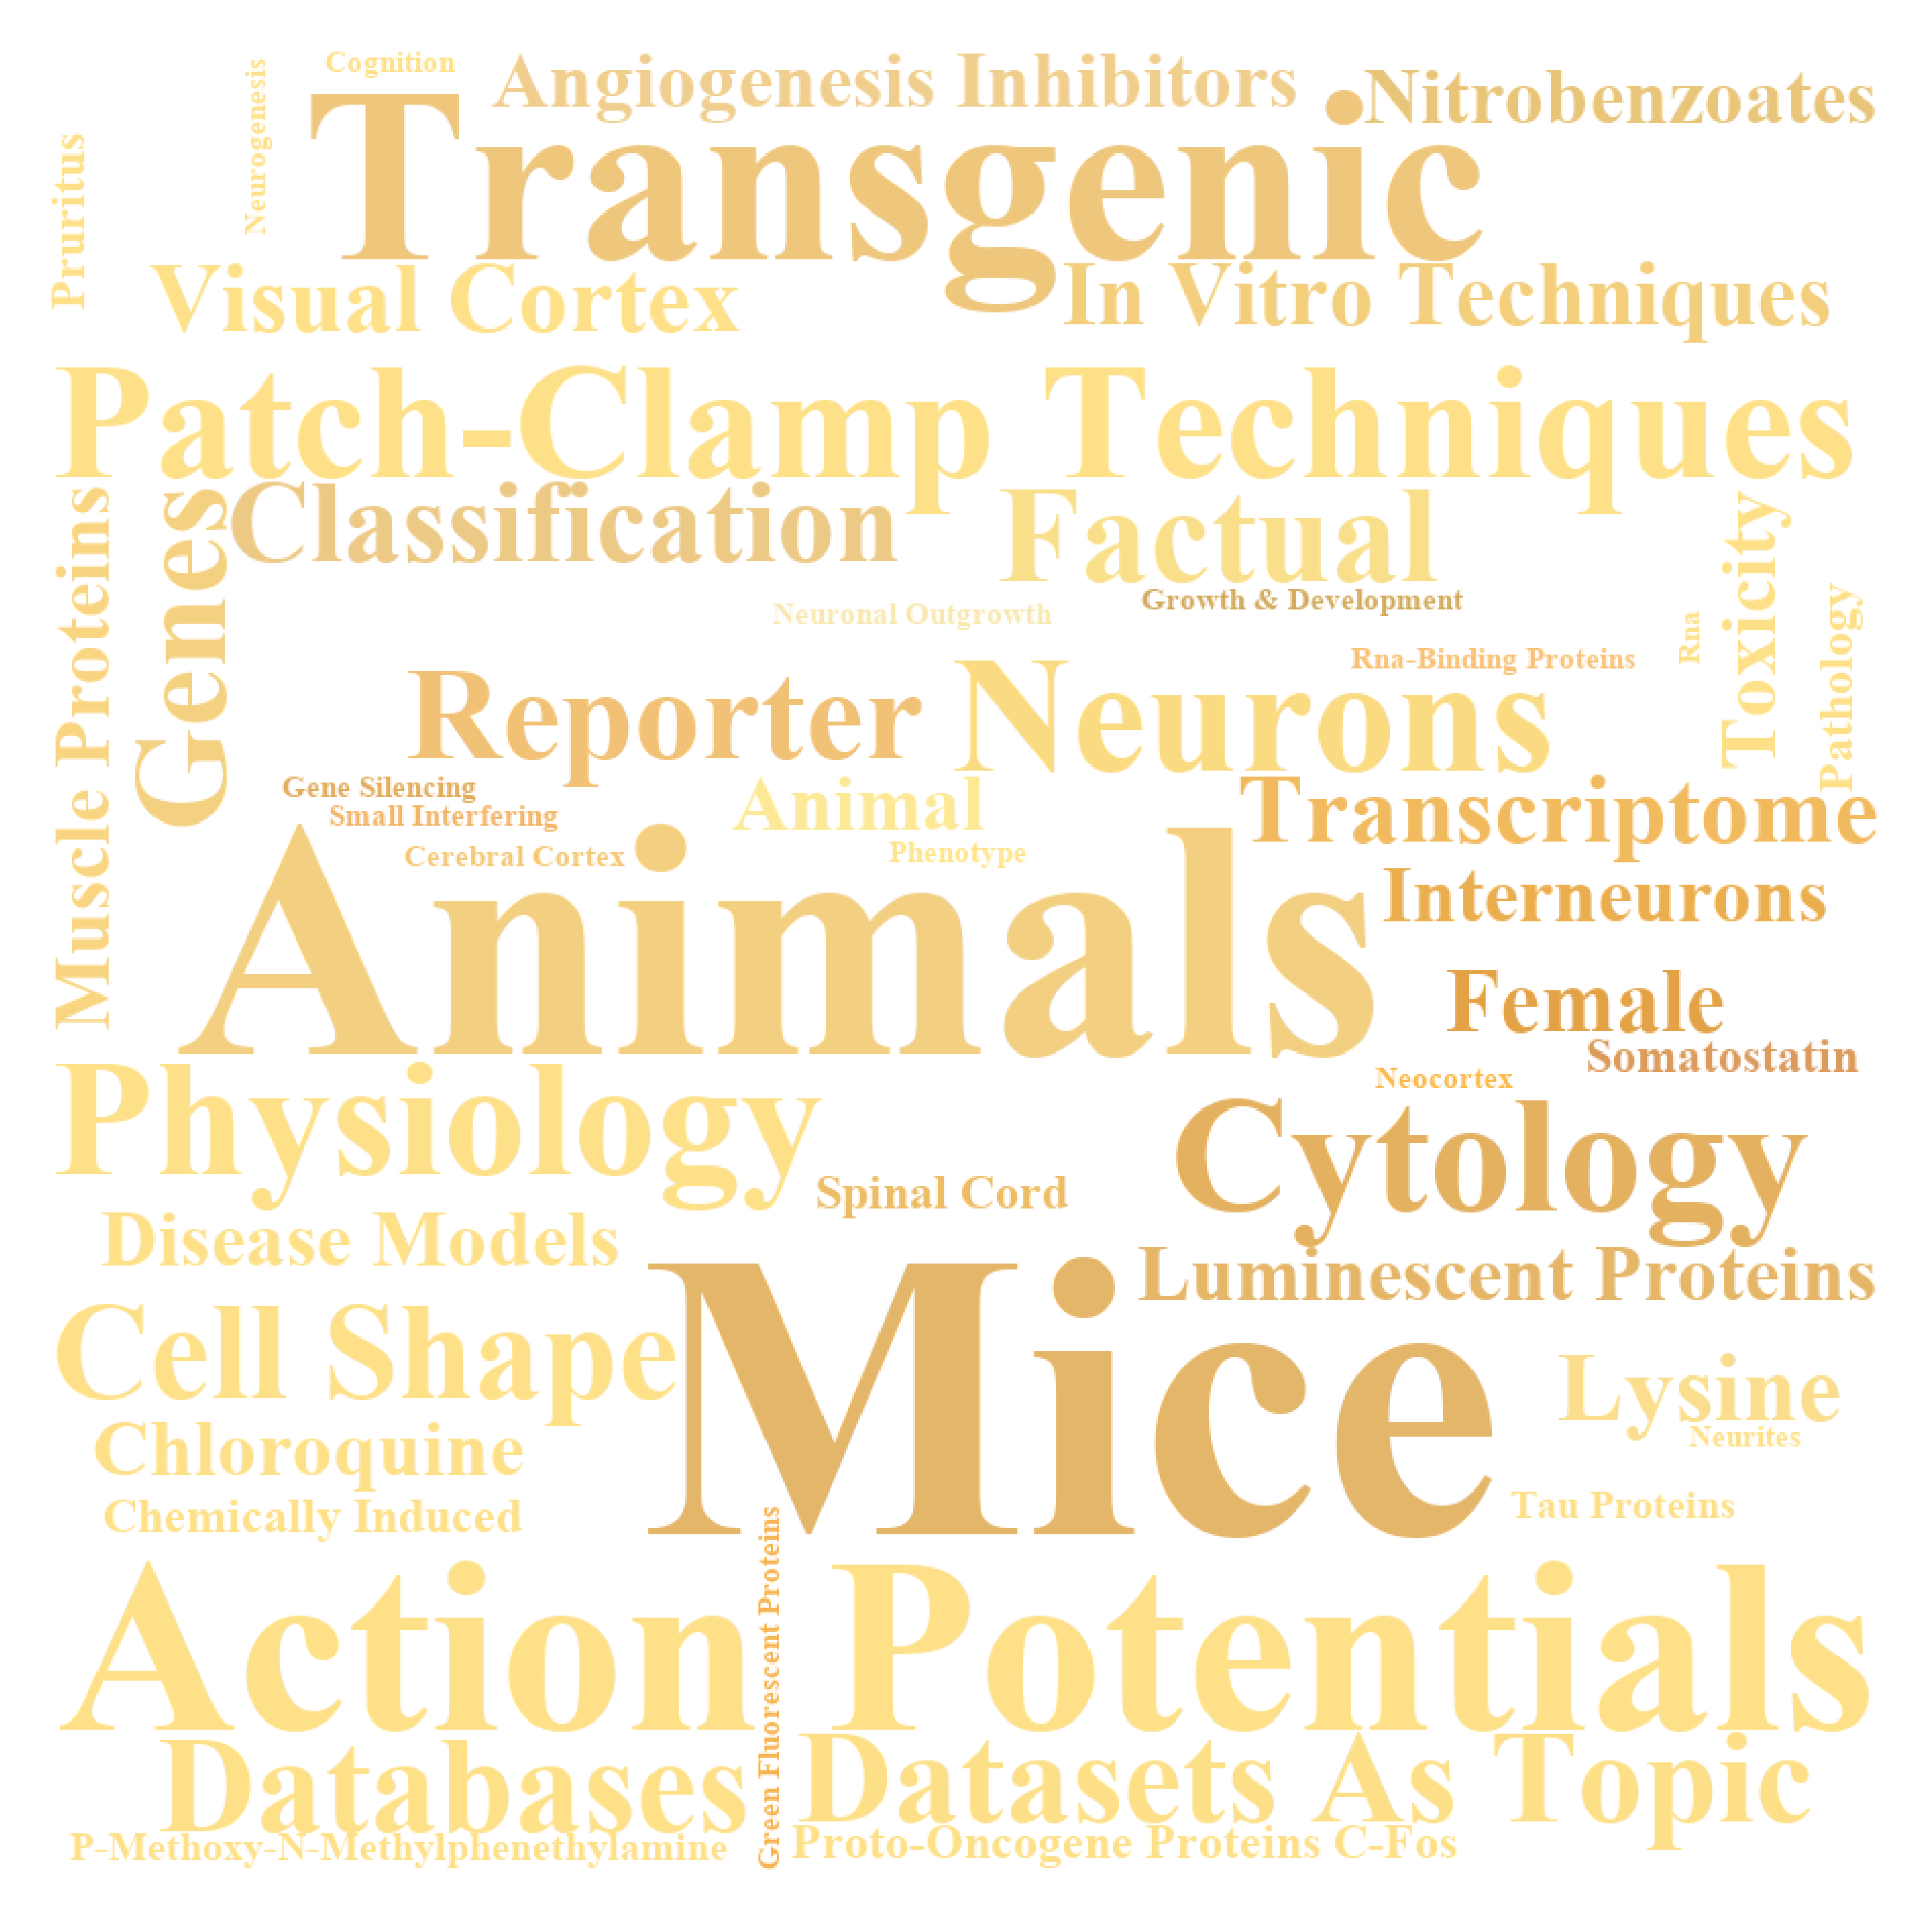 Cognition
Angiogenesis Inhibitors
Nitrobenzoates
Neurogenesis
Pruritus
Transgenic
Visual Cortex
In Vitro Techniques
Patch-Clamp Techniques
Classification
Factual
Genes
Muscle Proteins
Toxicity
Pathology
Growth & Development
Neuronal Outgrowth
Rna
Rna-Binding Proteins
Reporter
Neurons
Gene Silencing
Small Interfering
Animal
Transcriptome
Cerebral Cortex
Phenotype
Animals
Interneurons
Female
Somatostatin
Neocortex
Physiology
Cytology
Spinal Cord
Disease Models
Luminescent Proteins
Mice
Cell Shape
Lysine
Neurites
Chloroquine
Chemically Induced
Tau Proteins
Green Fluorescent Proteins
Action Potentials
Databases
Datasets As Topic
P-Methoxy-N-Methylphenethylamine
Proto-Oncogene Proteins C-Fos